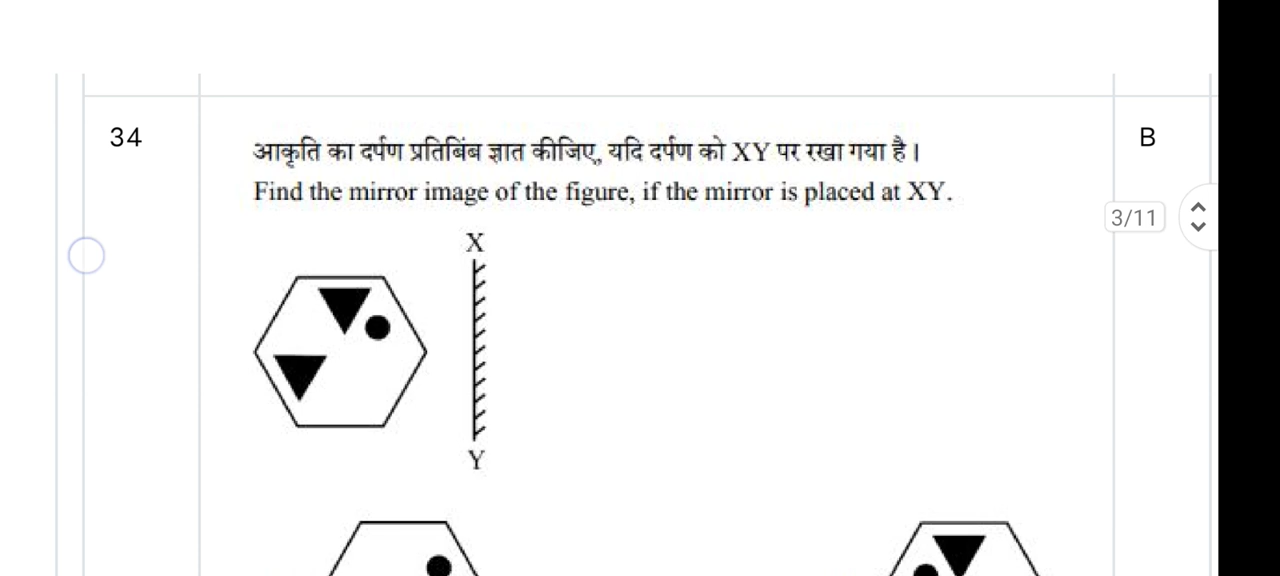 34
आकृति का दर्पण प्रतिबिंब ज्ञात कीजिए, यदि दर्पण को XY पर रखा गया है।
B
Find the mirror image of the figure, if the mirror is placed at XY.
3/11
X
Y